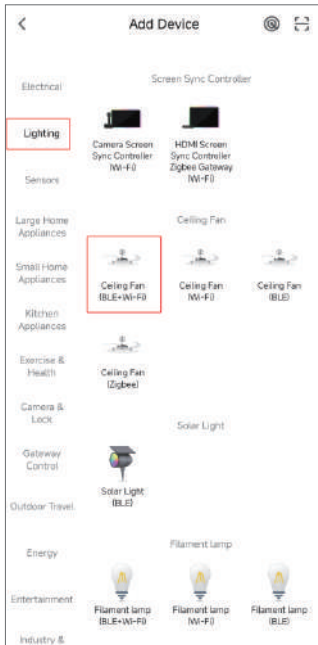 Add Device
Electrical
Lighting
Sensors
Large Home
Appliances
Small Home
Appliances
Kitchen
Appliances
Exercise &
Health
Camera &
Lock
Gateway
Control
Outdoor Travel
Energy
Entertainment
Industry &
Screen Sync Controller
Camera Screen
Sync Controller
(Wi-Fi)
HDMI Screen
Sync Controller
Zigbee Gateway
(Wi-Fi)
Ceiling Fan
Ceiling Fan
(BLE+Wi-Fi)
Ceiling Fan
(Wi-Fi)
Ceiling Fan
(BLE)
Ceiling Fan
(Zigbee)
Solar Light
Solar Light
(BLE)
Filament lamp
Filament lamp
(BLE+Wi-Fi)
Filament lamp
(Wi-Fi)
Filament lamp
(BLE)